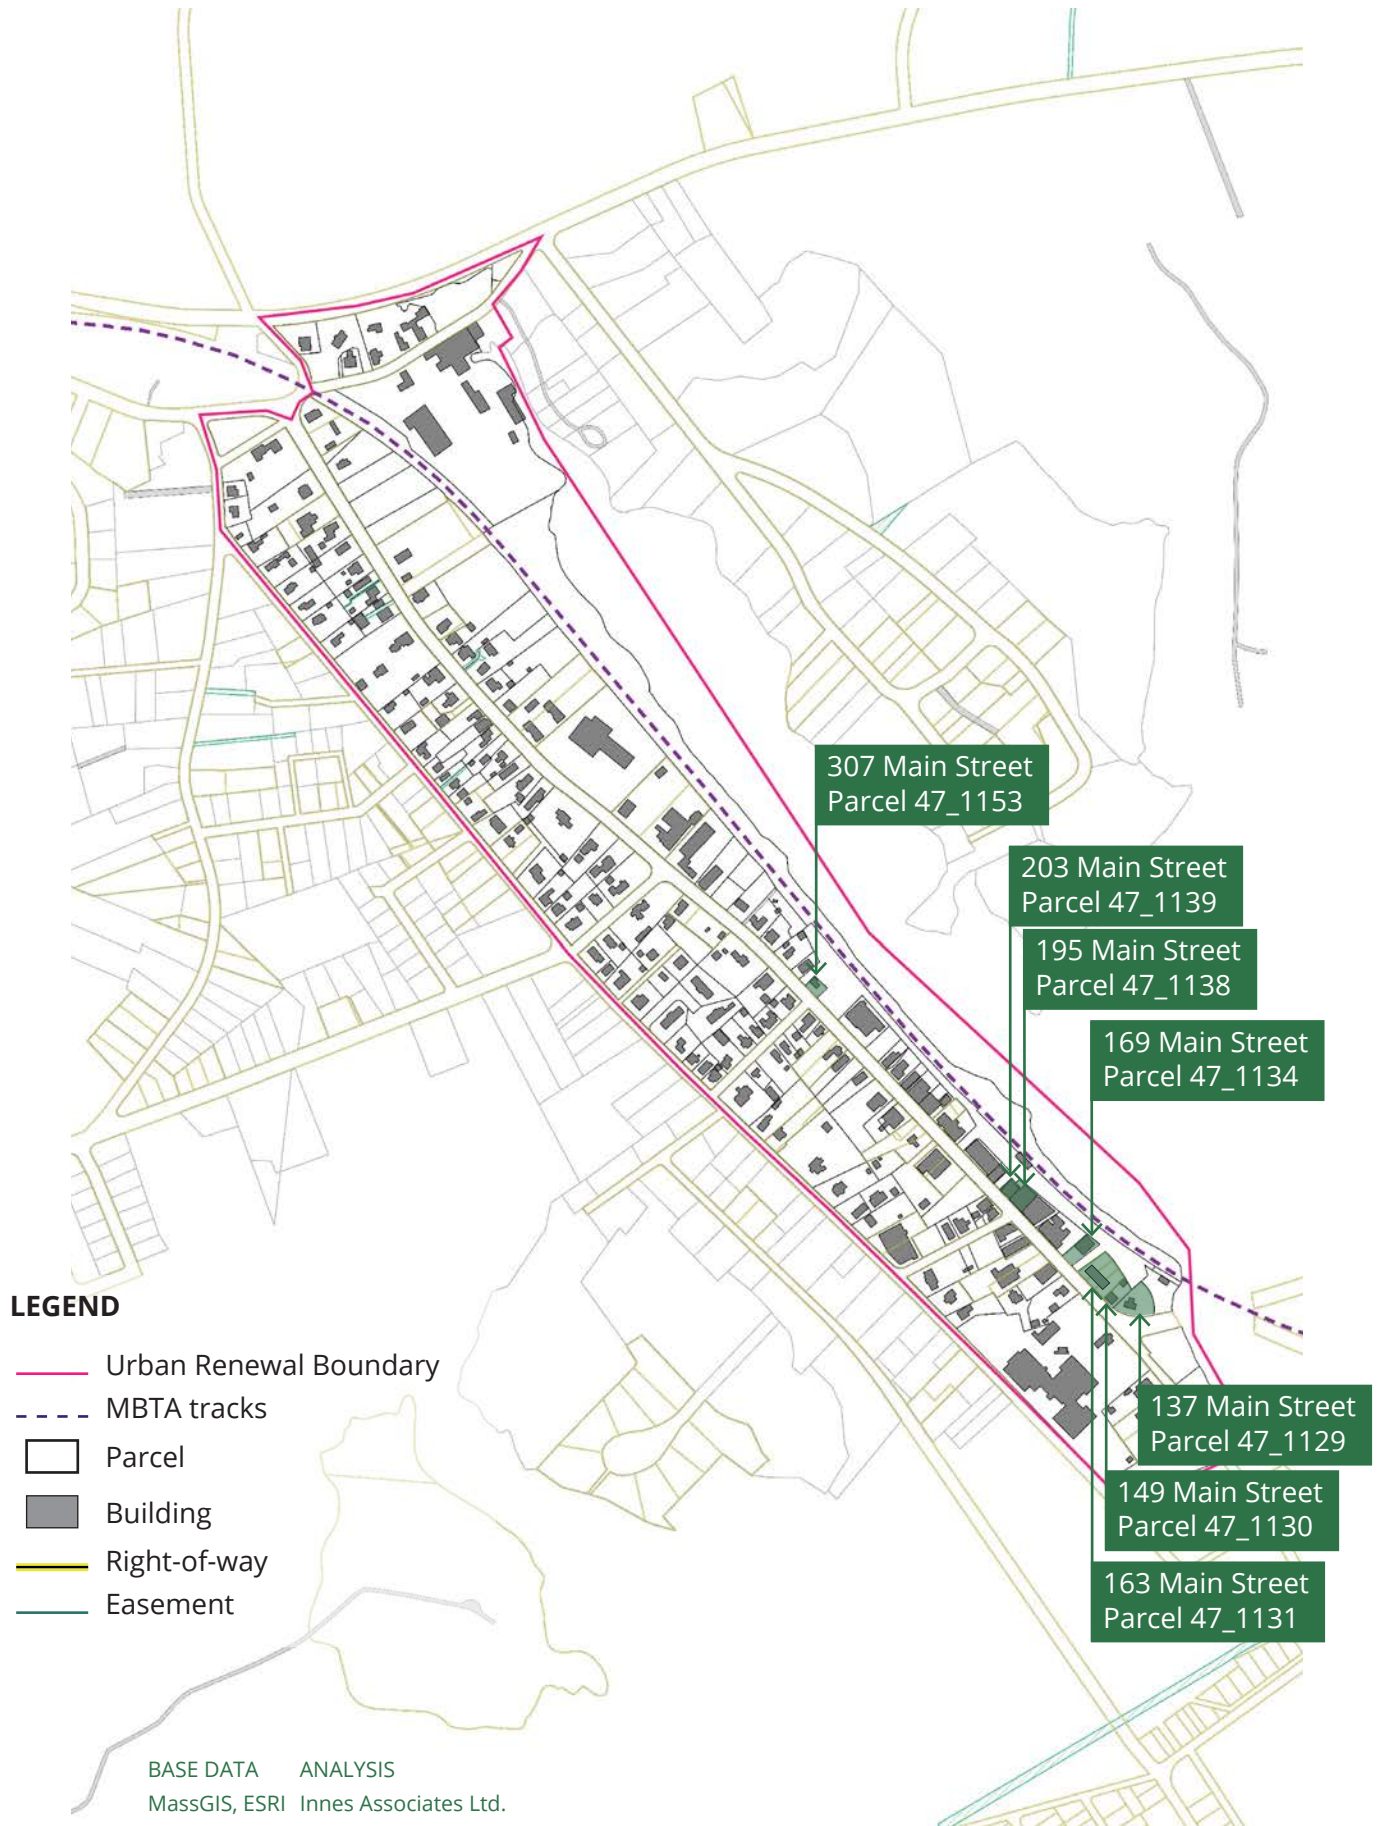 307 Main Street
Parcel 47_1153
203 Main Street
Parcel 47_1139
195 Main Street
Parcel 47_1138
169 Main Street
Parcel 47_1134
137 Main Street
Parcel 47_1129
149 Main Street
Parcel 47_1130
163 Main Street
Parcel 47_1131
LEGEND
Urban Renewal Boundary
MBTA tracks
Parcel
Building
Right-of-way
Easement
BASE DATA ANALYSIS
MassGIS, ESRI Innes Associates Ltd.